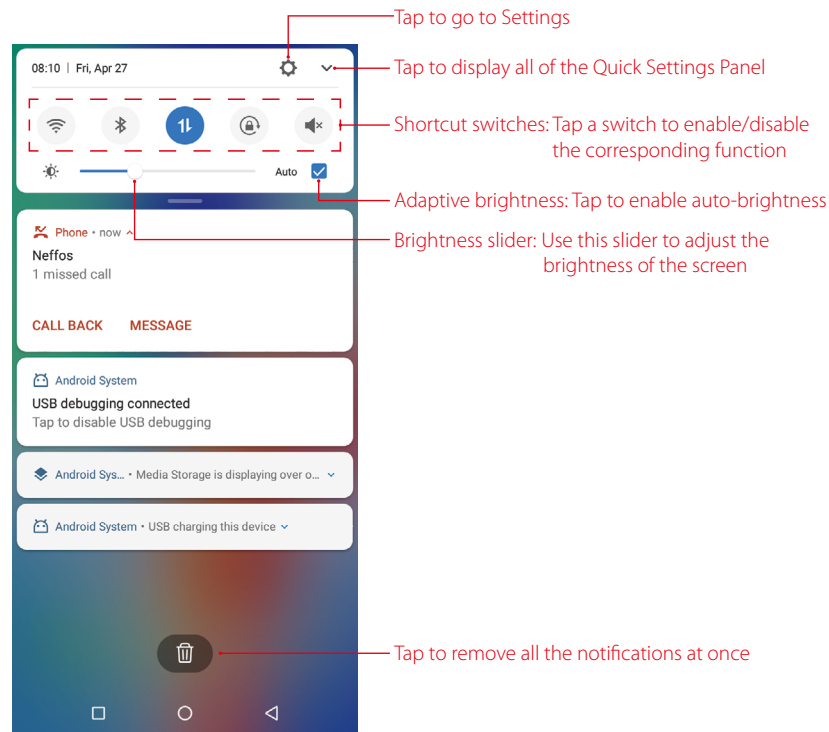 Tap to go to Settings
08:10 | Fri, Apr 27
Tap to display all of the Quick Settings Panel
Shortcut switches: Tap a switch to enable/disable
the corresponding function
Auto
Adaptive brightness: Tap to enable auto-brightness
Phone • now
Brightness slider: Use this slider to adjust the
brightness of the screen
Neffos
1 missed call
CALL BACK MESSAGE
Android System
USB debugging connected
Tap to disable USB debugging
Android Sys... • Media Storage is displaying over o...
Android System • USB charging this device
Tap to remove all the notifications at once